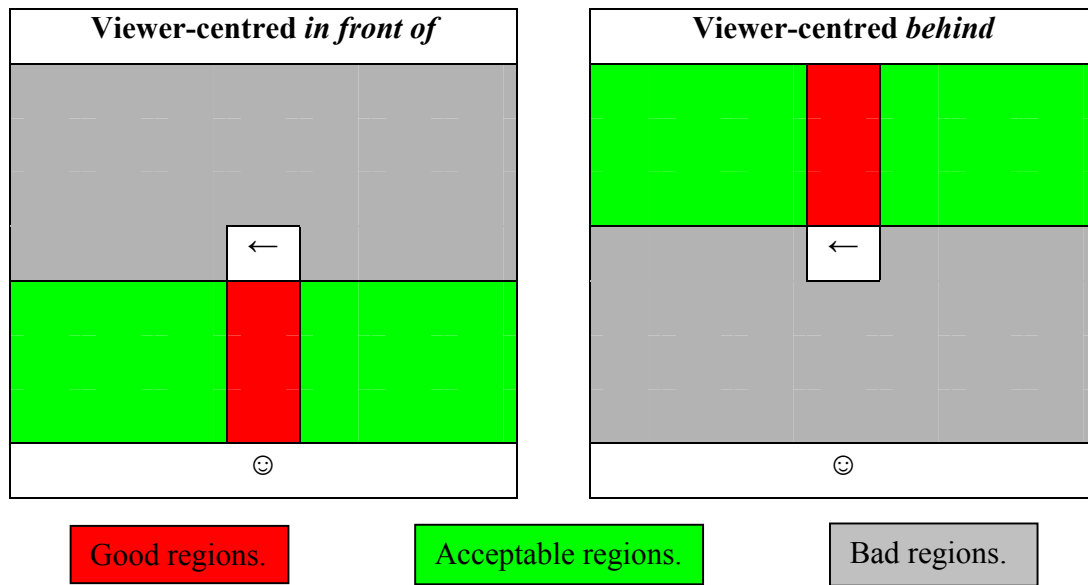 Viewer-centred in front of
Viewer-centred behind
←
←
☺
☺
Good regions.
Acceptable regions.
Bad regions.